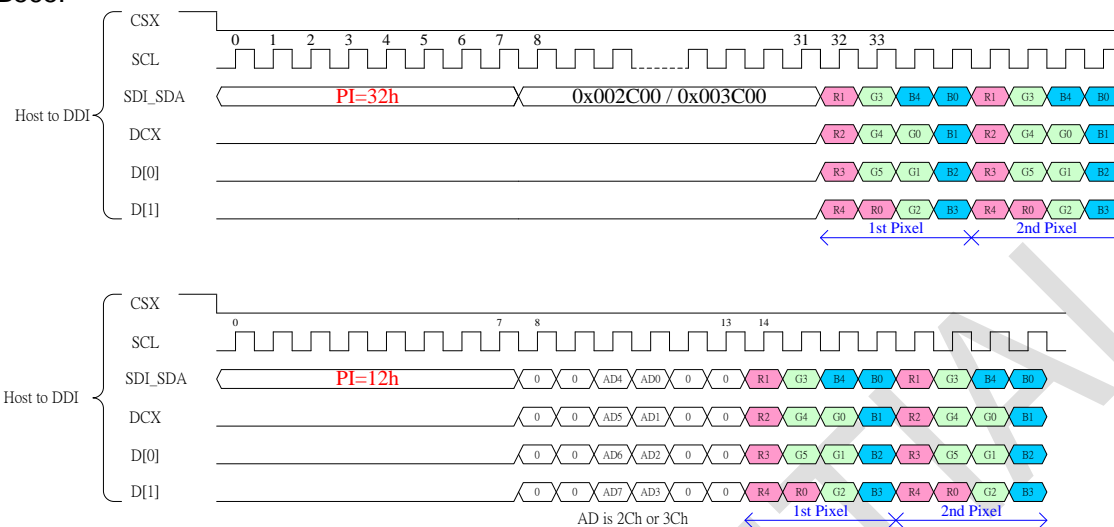 CSX
0 1 2 3 4 5 6 7 8 31 32 33
SCL
SDI_SDA PI=32h 0x002C00 / 0x003C00 R1 G3 B4 B0 R1 G3 B4 B0
Host to DDI
DCX R2 G4 G0 B1 R2 G4 G0 B1
D[0] R3 G5 G1 B2 R3 G5 G1 B2
D[1] R4 R0 G2 B3 R4 R0 G2 B3
1st Pixel 2nd Pixel
CSX
0 7 8 13 14
SCL
SDI_SDA PI=12h 0 0 AD4 AD0 0 0 R1 G3 B4 B0 R1 G3 B4 B0
Host to DDI
DCX 0 0 AD5 AD1 0 0 R2 G4 G0 B1 R2 G4 G0 B1
D[0] 0 0 AD6 AD2 0 0 R3 G5 G1 B2 R3 G5 G1 B2
D[1] 0 0 AD7 AD3 0 0 R4 R0 G2 B3 R4 R0 G2 B3
1st Pixel 2nd Pixel
AD is 2Ch or 3Ch